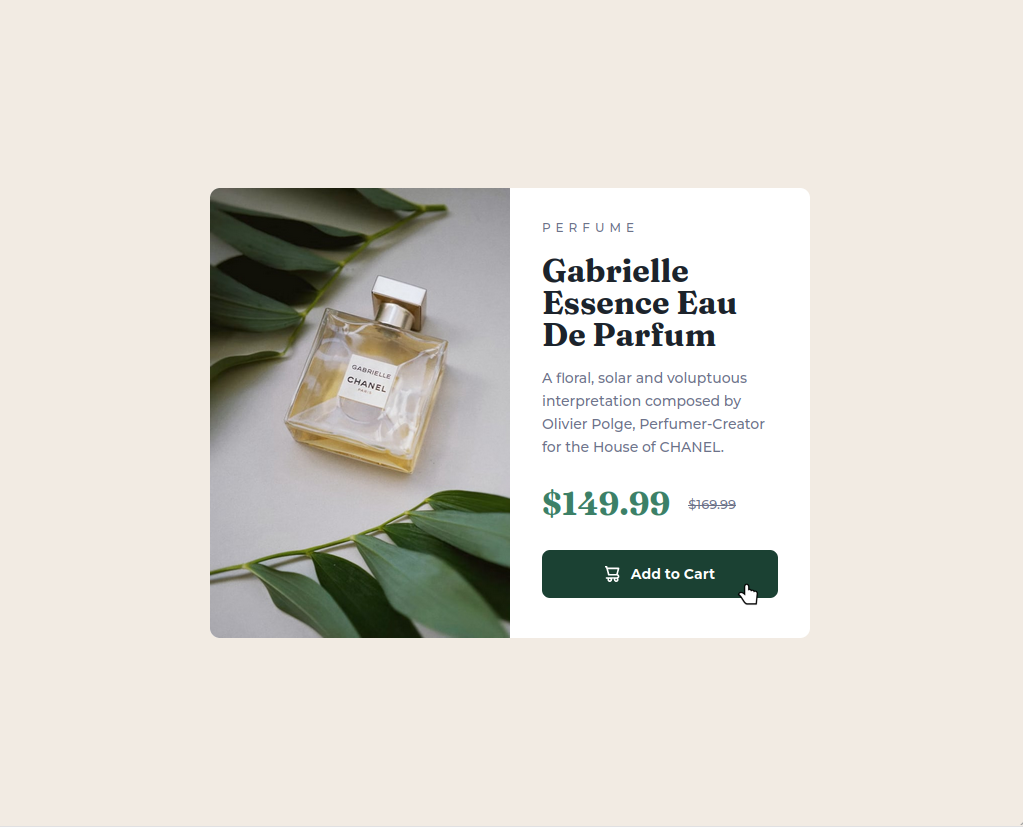 GABRIELLE
CHANEL
PARIS
PERFUME
Gabrielle
Essence Eau
De Parfum
A floral, solar and voluptuous
interpretation composed by
Olivier Polge, Perfumer-Creator
for the House of CHANEL.
$149.99 $169.99
Add to Cart